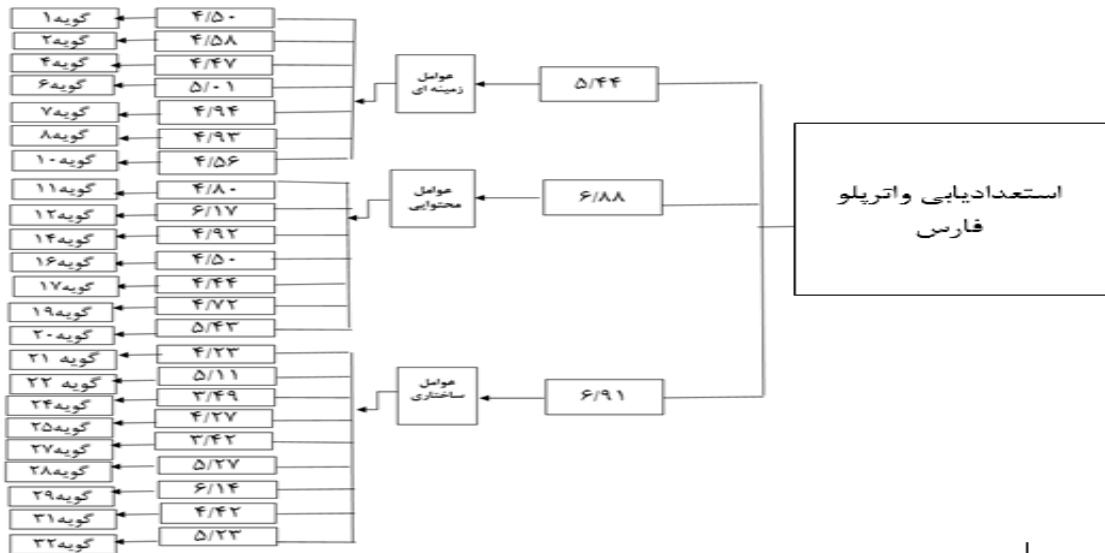 گویه۱ ۴/۵۰
گویه۲ ۴/۵۸
گویه۴ ۴/۴۷
گویه۶ ۵/۰۱
گویه۷ ۴/۹۴
گویه۸ ۴/۹۳
گویه۱۰ ۴/۵۶
عوامل
زمینه ای
۵/۴۴
گویه۱۱ ۴/۸۰
گویه۱۲ ۶/۱۷
گویه۱۴ ۴/۹۲
گویه۱۶ ۴/۵۰
گویه۱۷ ۴/۴۴
گویه۱۹ ۴/۷۲
گویه۲۰ ۵/۴۳
عوامل
محتوایی
۶/۸۸
گویه ۲۱ ۴/۲۳
گویه ۲۲ ۵/۱۱
گویه۲۴ ۳/۴۹
گویه۲۵ ۴/۲۷
گویه۲۷ ۳/۴۲
گویه۲۸ ۵/۲۷
گویه۲۹ ۶/۱۴
گویه۳۱ ۴/۴۲
گویه۳۲ ۵/۲۳
عوامل
ساختاری
۶/۹۱
استعدادیابی واترپلو
فارس